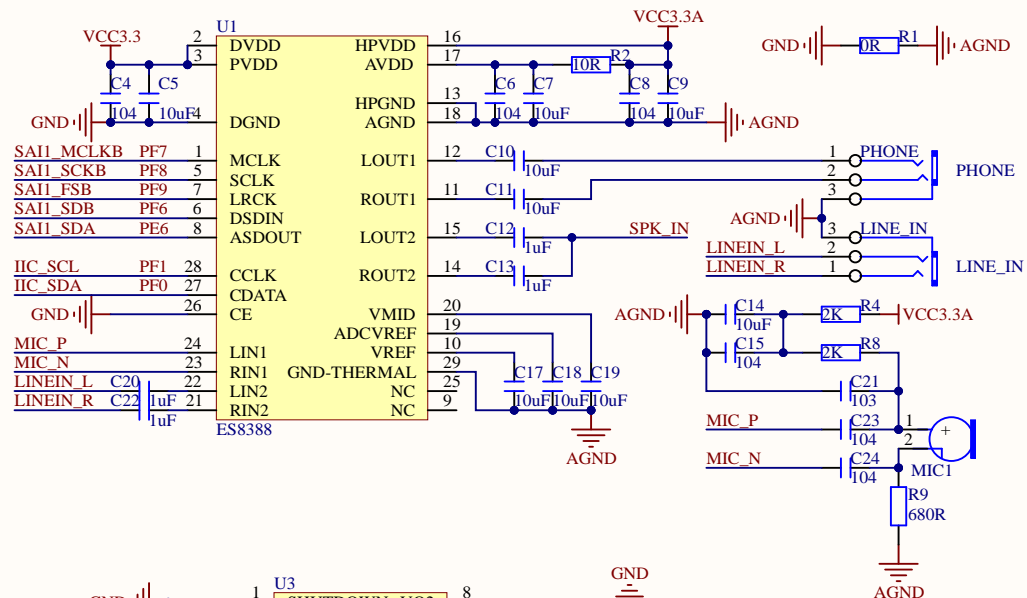 U1
VCC3.3A
VCC3.3
2 DVDD HPVDD 16
GND 0R R1 AGND
3 PVDD AVDD 17 10R R2
C4 C5 C6 C7 C8 C9
HPGND 13
104 10uF 104 10uF 104 10uF
GND 4 DGND AGND 18 AGND
SAI1_MCLKB PF7 1 MCLK LOUT1 12 C10 10uF 1 PHONE
SAI1_SCKB PF8 5 SCLK 2 PHONE
SAI1_FSB PF9 7 LRCK ROUT1 11 C11 10uF 3
SAI1_SDB PF6 6 DSDIN AGND
SAI1_SDA PE6 8 ASDOUT LOUT2 15 C12 1uF SPK_IN 3 LINE_IN
LINEIN_L 2
IIC_SCL PF1 28 CCLK ROUT2 14 C13 1uF LINEIN_R 1 LINE_IN
IIC_SDA PF0 27 CDATA
GND 26 CE VMID 20 AGND C14 10uF 2K R4 VCC3.3A
ADCVREF 19
MIC_P 24 LIN1 VREF 10 C15 104 2K R8
MIC_N 23 RIN1 GND-THERMAL 29 C17 C18 C19
LINEIN_L C20 1uF 22 LIN2 NC 25 10uF 10uF 10uF C21 103
LINEIN_R C22 1uF 21 RIN2 NC 9
ES8388
MIC_P C23 104 1 +
AGND
MIC_N C24 104 2 MIC1
R9
680R
AGND
GND
U3
1 8